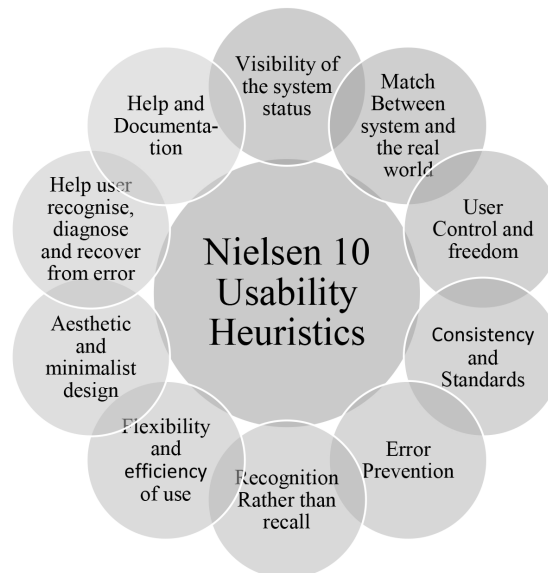 Visibility of
the system
status
Match
Between
system and
the real
world
User
Control and
freedom
Consistency
and
Standards
Error
Prevention
Recognition
Rather than
recall
Flexibility
and
efficiency
of use
Aesthetic
and
minimalist
design
Help user
recognise,
diagnose
and recover
from error
Help and
Documenta-
tion
Nielsen 10
Usability
Heuristics